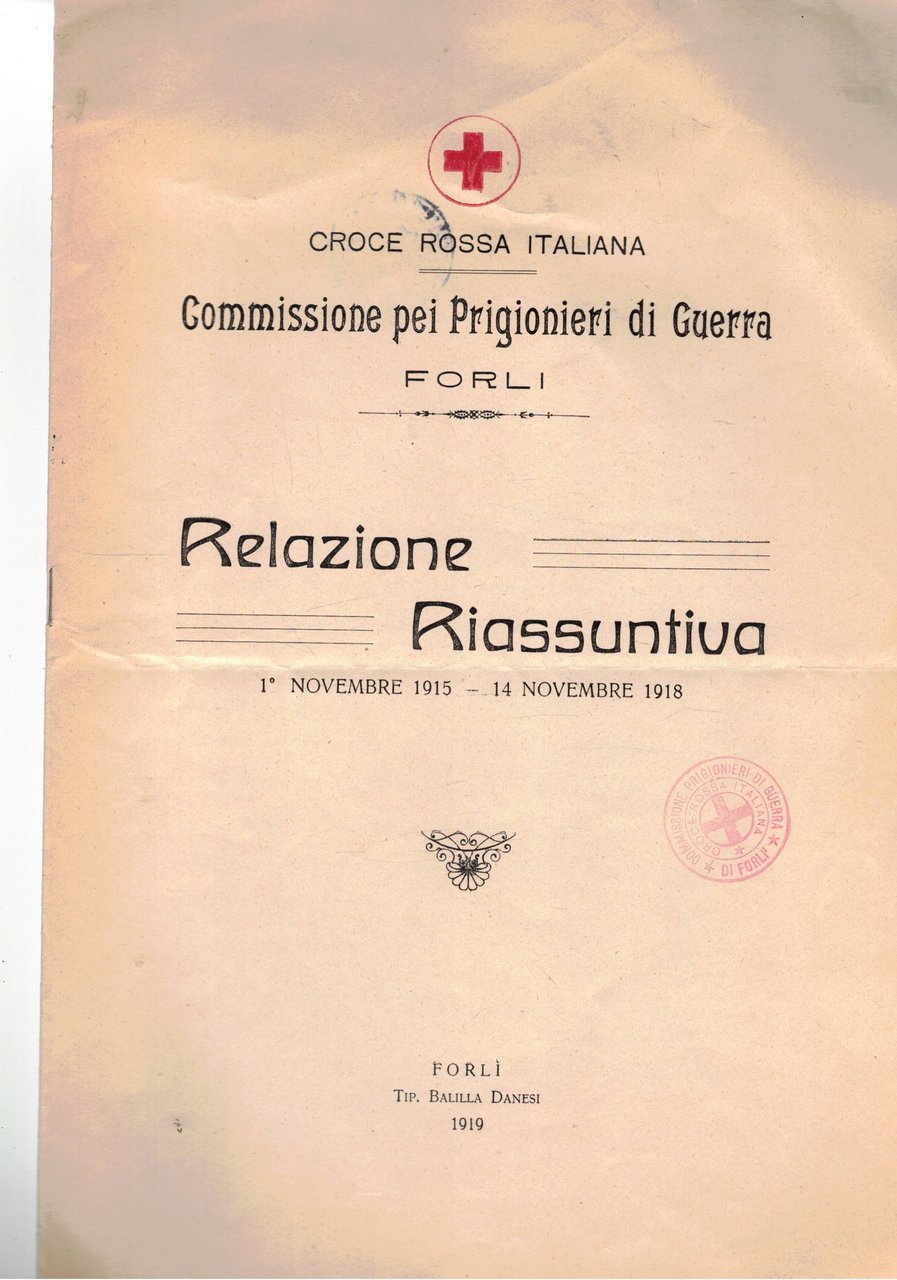 CROCE ROSSA ITALIANA
Commissione pei Prigionieri di Guerra
FORLI
Relazione
Riassuntiva
1° NOVEMBRE 1915 – 14 NOVEMBRE 1918
COMMISSIONE PRIGIONIERI DI GUERRA
★ DI FORLI' ★
CROCE ROSSA ITALIANA ★
FORLÌ
TIP. BALILLA DANESI
1919